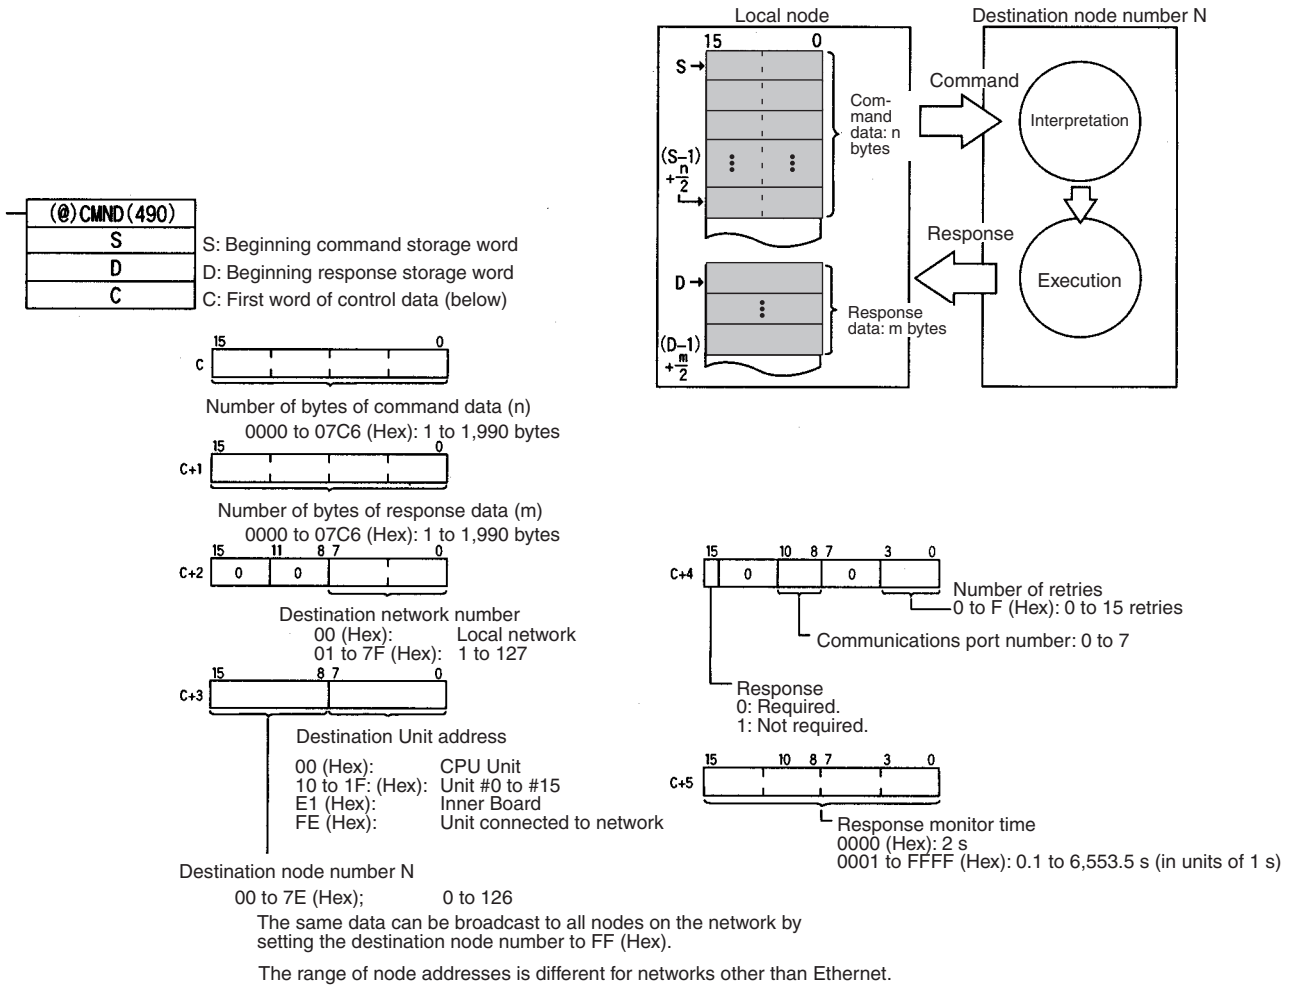 (@)CMND(490)
S
D
C
S: Beginning command storage word
D: Beginning response storage word
C: First word of control data (below)
Local node
Destination node number N
15 0
S
(S–1)
+n/2
Com-
mand
data: n
bytes
D
(D–1)
+m/2
Response
data: m bytes
Command
Response
Interpretation
Execution
15 0
C
Number of bytes of command data (n)
0000 to 07C6 (Hex): 1 to 1,990 bytes
15 0
C+1
Number of bytes of response data (m)
0000 to 07C6 (Hex): 1 to 1,990 bytes
15 11 8 7 0
C+2 0 0
Destination network number
00 (Hex): Local network
01 to 7F (Hex): 1 to 127
15 8 7 0
C+3
Destination Unit address
00 (Hex): CPU Unit
10 to 1F: (Hex): Unit #0 to #15
E1 (Hex): Inner Board
FE (Hex): Unit connected to network
Destination node number N
00 to 7E (Hex); 0 to 126
The same data can be broadcast to all nodes on the network by
setting the destination node number to FF (Hex).
The range of node addresses is different for networks other than Ethernet.
15 10 8 7 3 0
C+4 0 0
Number of retries
0 to F (Hex): 0 to 15 retries
Communications port number: 0 to 7
Response
0: Required.
1: Not required.
15 10 8 7 3 0
C+5
Response monitor time
0000 (Hex): 2 s
0001 to FFFF (Hex): 0.1 to 6,553.5 s (in units of 1 s)